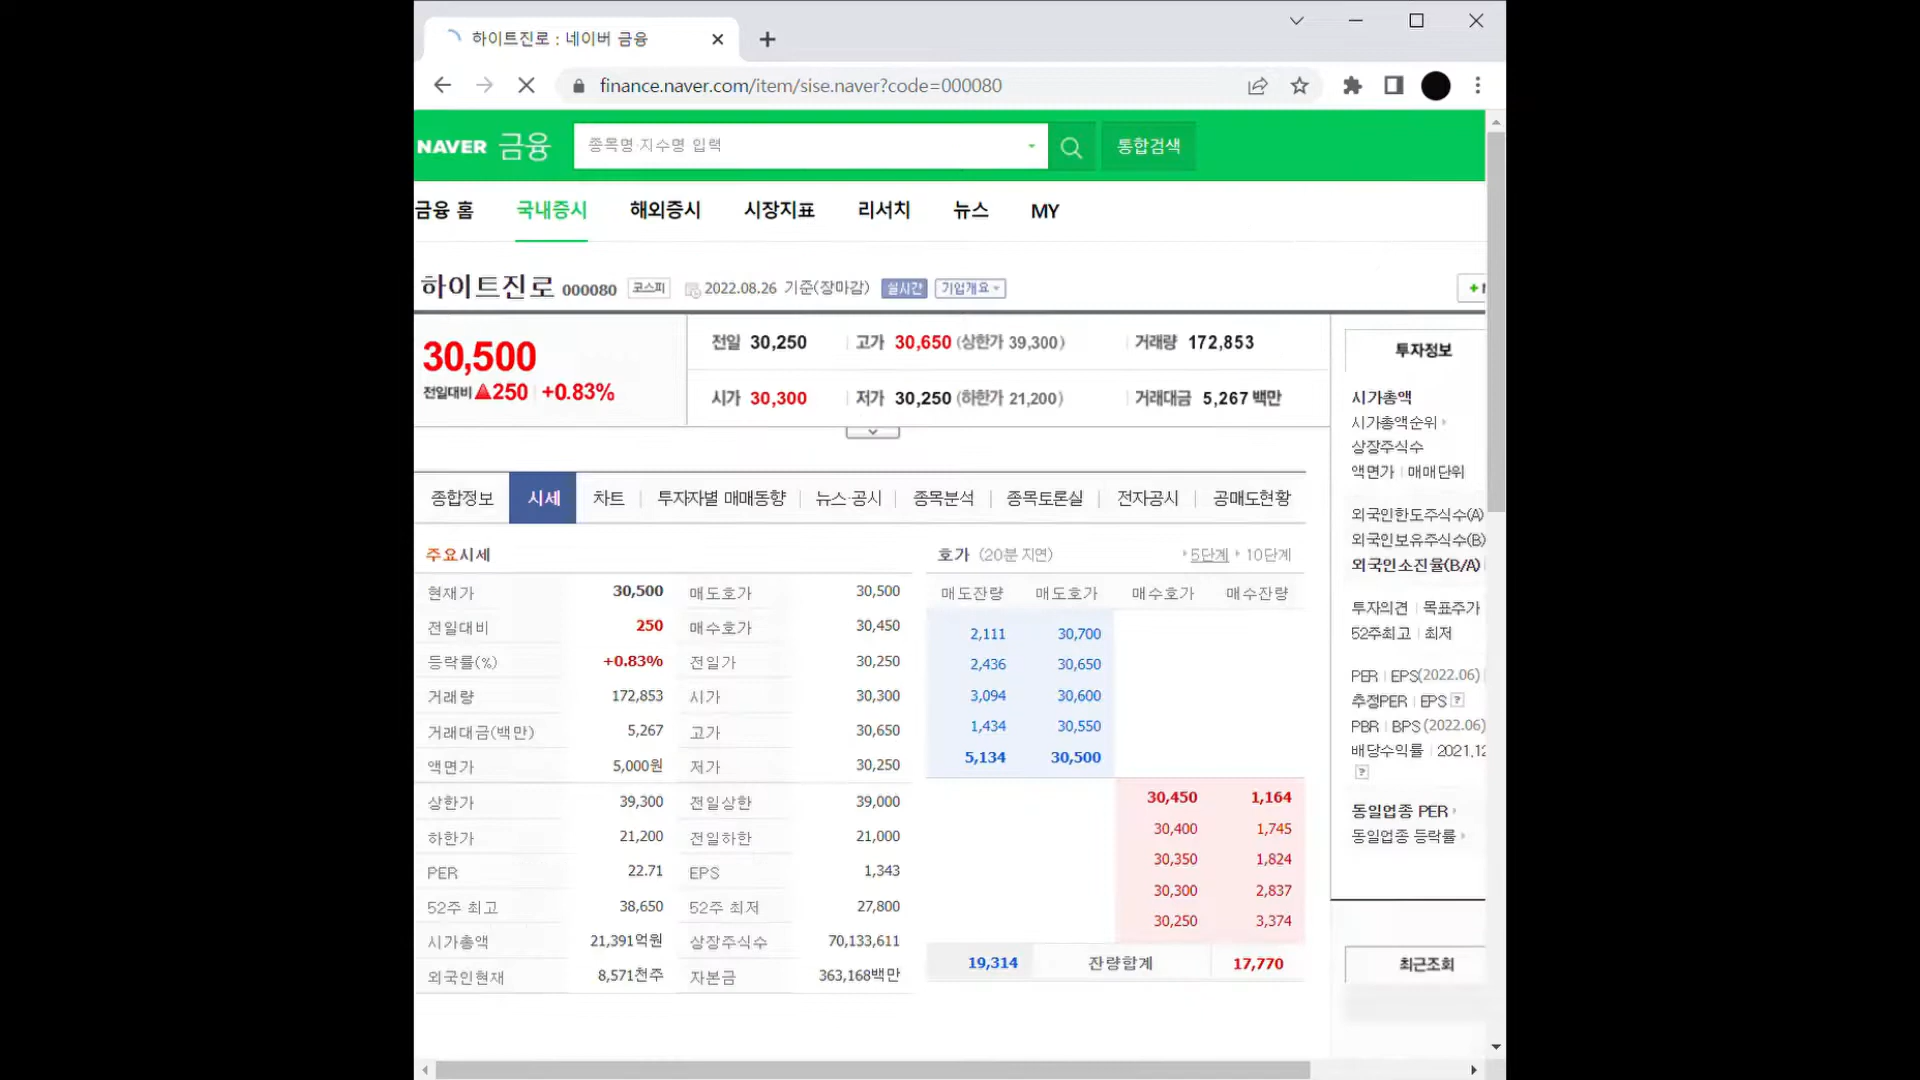 하이트진로 : 네이버 금융
finance.naver.com/item/sise.naver?code=000080
NAVER 금융 종목명·지수명 입력 통합검색
금융 홈 국내증시 해외증시 시장지표 리서치 뉴스 MY
하이트진로 000080 코스피 2022.08.26 기준(장마감) 실시간 기업개요
30,500
전일대비 ▲250 +0.83%
전일 30,250 고가 30,650 (상한가 39,300) 거래량 172,853
시가 30,300 저가 30,250 (하한가 21,200) 거래대금 5,267 백만
종합정보 시세 차트 투자자별 매매동향 뉴스·공시 종목분석 종목토론실 전자공시 공매도현황
주요시세
현재가 30,500 매도호가 30,500
전일대비 250 매수호가 30,450
등락률(%) +0.83% 전일가 30,250
거래량 172,853 시가 30,300
거래대금(백만) 5,267 고가 30,650
액면가 5,000원 저가 30,250
상한가 39,300 전일상한 39,000
하한가 21,200 전일하한 21,000
PER 22.71 EPS 1,343
52주 최고 38,650 52주 최저 27,800
시가총액 21,391억원 상장주식수 70,133,611
외국인현재 8,571천주 자본금 363,168백만
호가 (20분 지연) 5단계 10단계
매도잔량 매도호가 매수호가 매수잔량
2,111 30,700
2,436 30,650
3,094 30,600
1,434 30,550
5,134 30,500
30,450 1,164
30,400 1,745
30,350 1,824
30,300 2,837
30,250 3,374
19,314 잔량합계 17,770
투자정보
시가총액
시가총액순위
상장주식수
액면가 | 매매단위
외국인한도주식수(A)
외국인보유주식수(B)
외국인소진율(B/A)
투자의견 | 목표주가
52주최고 | 최저
PER | EPS(2022.06)
추정PER | EPS ?
PBR | BPS (2022.06)
배당수익률 | 2021.12
?
동일업종 PER
동일업종 등락률
최근조회